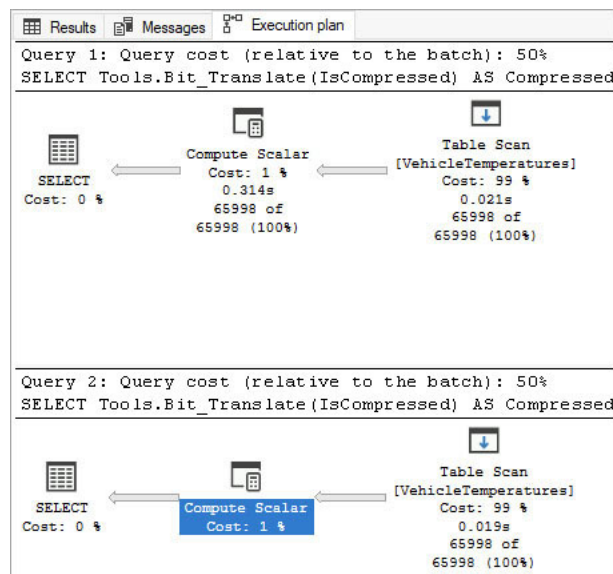 Results Messages Execution plan
Query 1: Query cost (relative to the batch): 50%
SELECT Tools.Bit_Translate(IsCompressed) AS Compressed
SELECT
Cost: 0 %
Compute Scalar
Cost: 1 %
0.314s
65998 of
65998 (100%)
Table Scan
[VehicleTemperatures]
Cost: 99 %
0.021s
65998 of
65998 (100%)
Query 2: Query cost (relative to the batch): 50%
SELECT Tools.Bit_Translate(IsCompressed) AS Compressed
SELECT
Cost: 0 %
Compute Scalar
Cost: 1 %
Table Scan
[VehicleTemperatures]
Cost: 99 %
0.019s
65998 of
65998 (100%)